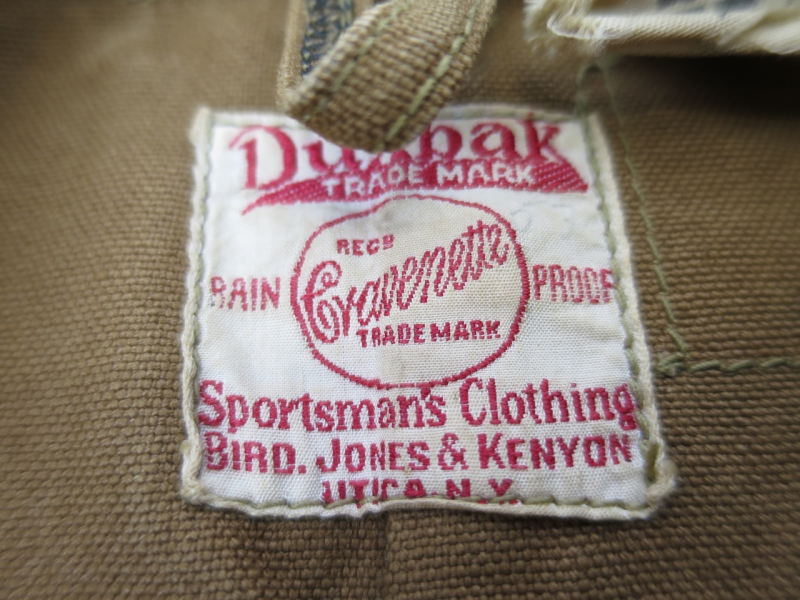 Duxbak
TRADE MARK
REGD
RAIN Cravenette PROOF
TRADE MARK
Sportsman's Clothing
BIRD. JONES & KENYON
UTICA. N.Y.